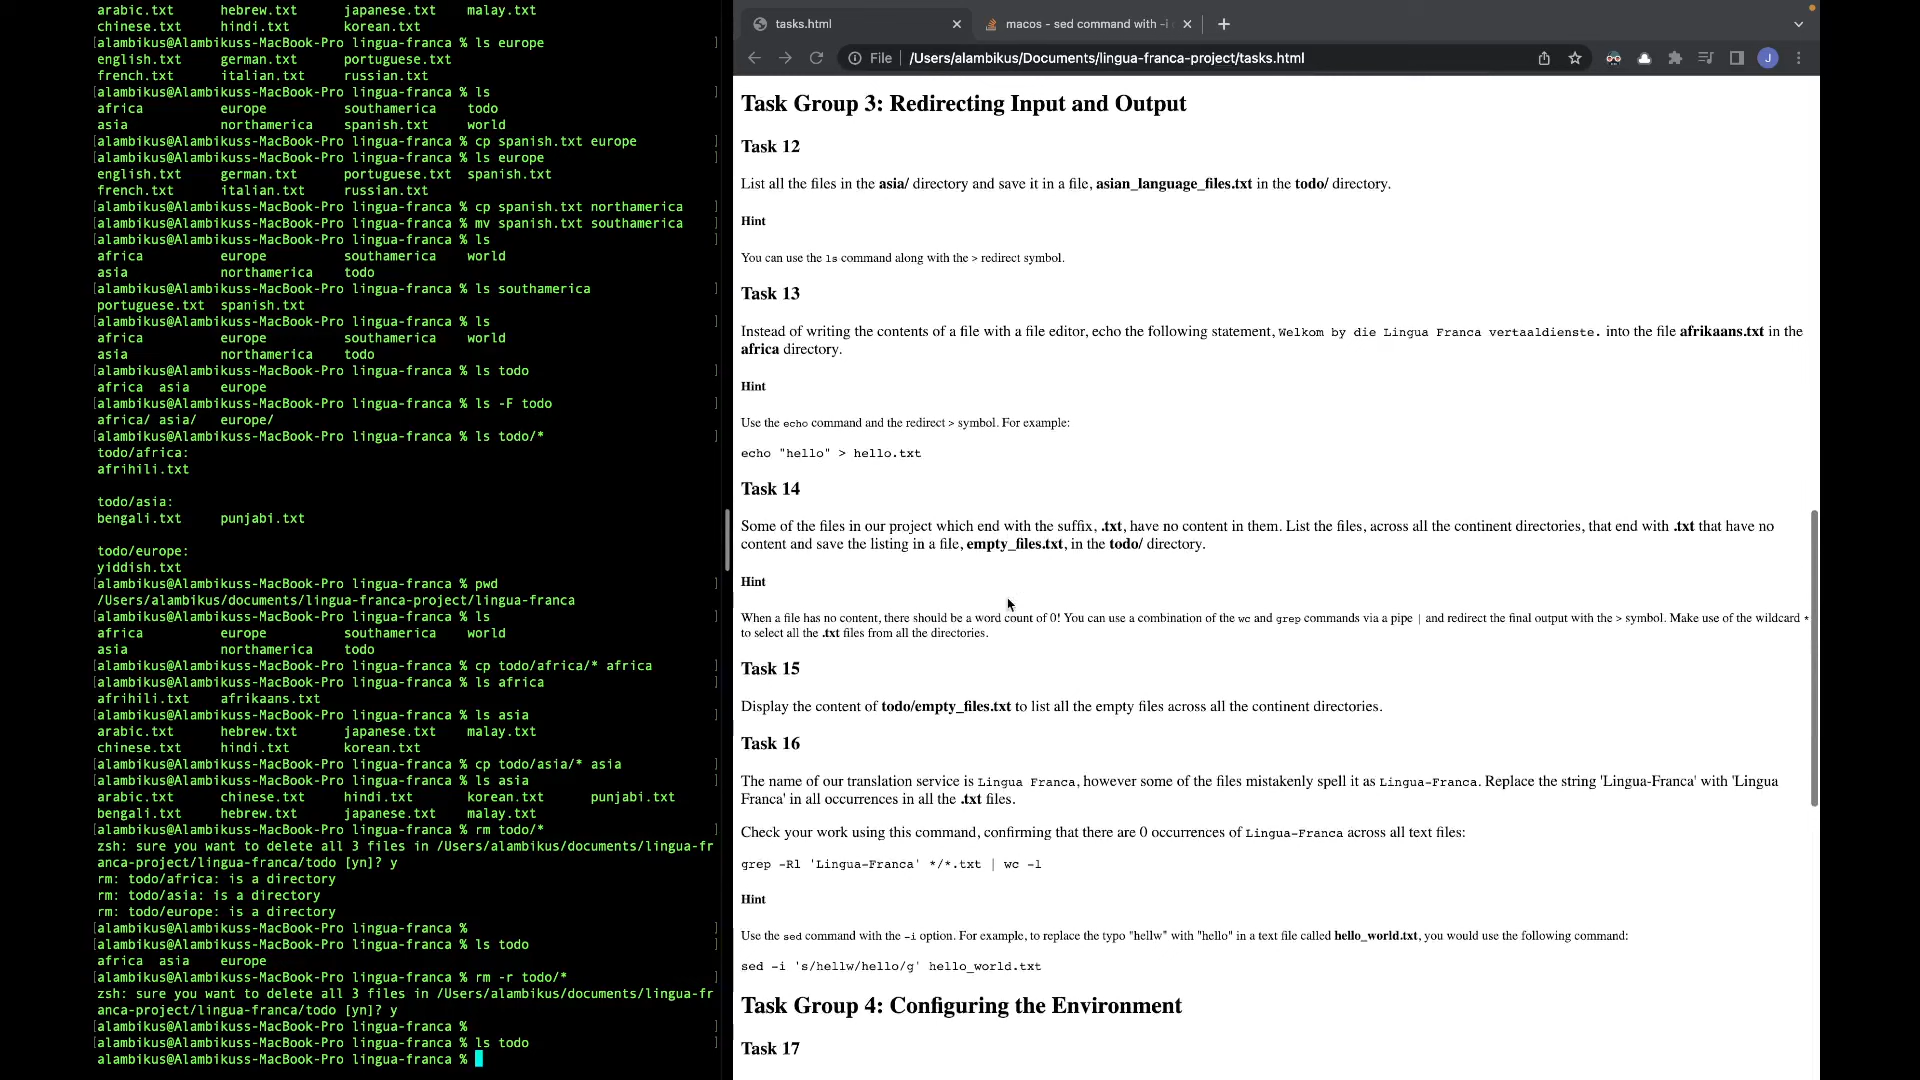 arabic.txt hebrew.txt japanese.txt malay.txt
chinese.txt hindi.txt korean.txt
[alambikus@Alambikuss-MacBook-Pro lingua-franca % ls europe ]
english.txt german.txt portuguese.txt
french.txt italian.txt russian.txt
[alambikus@Alambikuss-MacBook-Pro lingua-franca % ls ]
africa europe southamerica todo
asia northamerica spanish.txt world
[alambikus@Alambikuss-MacBook-Pro lingua-franca % cp spanish.txt europe ]
[alambikus@Alambikuss-MacBook-Pro lingua-franca % ls europe ]
english.txt german.txt portuguese.txt spanish.txt
french.txt italian.txt russian.txt
[alambikus@Alambikuss-MacBook-Pro lingua-franca % cp spanish.txt northamerica ]
[alambikus@Alambikuss-MacBook-Pro lingua-franca % mv spanish.txt southamerica ]
[alambikus@Alambikuss-MacBook-Pro lingua-franca % ls ]
africa europe southamerica world
asia northamerica todo
[alambikus@Alambikuss-MacBook-Pro lingua-franca % ls southamerica ]
portuguese.txt spanish.txt
[alambikus@Alambikuss-MacBook-Pro lingua-franca % ls ]
africa europe southamerica world
asia northamerica todo
[alambikus@Alambikuss-MacBook-Pro lingua-franca % ls todo ]
africa asia europe
[alambikus@Alambikuss-MacBook-Pro lingua-franca % ls -F todo ]
africa/ asia/ europe/
[alambikus@Alambikuss-MacBook-Pro lingua-franca % ls todo/* ]
todo/africa:
afrihili.txt
todo/asia:
bengali.txt punjabi.txt
todo/europe:
yiddish.txt
[alambikus@Alambikuss-MacBook-Pro lingua-franca % pwd ]
/Users/alambikus/documents/lingua-franca-project/lingua-franca
[alambikus@Alambikuss-MacBook-Pro lingua-franca % ls ]
africa europe southamerica world
asia northamerica todo
[alambikus@Alambikuss-MacBook-Pro lingua-franca % cp todo/africa/* africa ]
[alambikus@Alambikuss-MacBook-Pro lingua-franca % ls africa ]
afrihili.txt afrikaans.txt
[alambikus@Alambikuss-MacBook-Pro lingua-franca % ls asia ]
arabic.txt hebrew.txt japanese.txt malay.txt
chinese.txt hindi.txt korean.txt
[alambikus@Alambikuss-MacBook-Pro lingua-franca % cp todo/asia/* asia ]
[alambikus@Alambikuss-MacBook-Pro lingua-franca % ls asia ]
arabic.txt chinese.txt hindi.txt korean.txt punjabi.txt
bengali.txt hebrew.txt japanese.txt malay.txt
[alambikus@Alambikuss-MacBook-Pro lingua-franca % rm todo/* ]
zsh: sure you want to delete all 3 files in /Users/alambikus/documents/lingua-fr
anca-project/lingua-franca/todo [yn]? y
rm: todo/africa: is a directory
rm: todo/asia: is a directory
rm: todo/europe: is a directory
[alambikus@Alambikuss-MacBook-Pro lingua-franca % ]
[alambikus@Alambikuss-MacBook-Pro lingua-franca % ls todo ]
africa asia europe
[alambikus@Alambikuss-MacBook-Pro lingua-franca % rm -r todo/* ]
zsh: sure you want to delete all 3 files in /Users/alambikus/documents/lingua-fr
anca-project/lingua-franca/todo [yn]? y
[alambikus@Alambikuss-MacBook-Pro lingua-franca % ]
[alambikus@Alambikuss-MacBook-Pro lingua-franca % ls todo ]
alambikus@Alambikuss-MacBook-Pro lingua-franca %
tasks.html macos - sed command with -i
File /Users/alambikus/Documents/lingua-franca-project/tasks.html J
Task Group 3: Redirecting Input and Output
Task 12
List all the files in the asia/ directory and save it in a file, asian_language_files.txt in the todo/ directory.
Hint
You can use the ls command along with the > redirect symbol.
Task 13
Instead of writing the contents of a file with a file editor, echo the following statement, Welkom by die Lingua Franca vertaaldienste. into the file afrikaans.txt in the
africa directory.
Hint
Use the echo command and the redirect > symbol. For example:
echo "hello" > hello.txt
Task 14
Some of the files in our project which end with the suffix, .txt, have no content in them. List the files, across all the continent directories, that end with .txt that have no
content and save the listing in a file, empty_files.txt, in the todo/ directory.
Hint
When a file has no content, there should be a word count of 0! You can use a combination of the wc and grep commands via a pipe | and redirect the final output with the > symbol. Make use of the wildcard *
to select all the .txt files from all the directories.
Task 15
Display the content of todo/empty_files.txt to list all the empty files across all the continent directories.
Task 16
The name of our translation service is Lingua Franca, however some of the files mistakenly spell it as Lingua-Franca. Replace the string 'Lingua-Franca' with 'Lingua
Franca' in all occurrences in all the .txt files.
Check your work using this command, confirming that there are 0 occurrences of Lingua-Franca across all text files:
grep -Rl 'Lingua-Franca' */*.txt | wc -l
Hint
Use the sed command with the -i option. For example, to replace the typo "hellw" with "hello" in a text file called hello_world.txt, you would use the following command:
sed -i 's/hellw/hello/g' hello_world.txt
Task Group 4: Configuring the Environment
Task 17